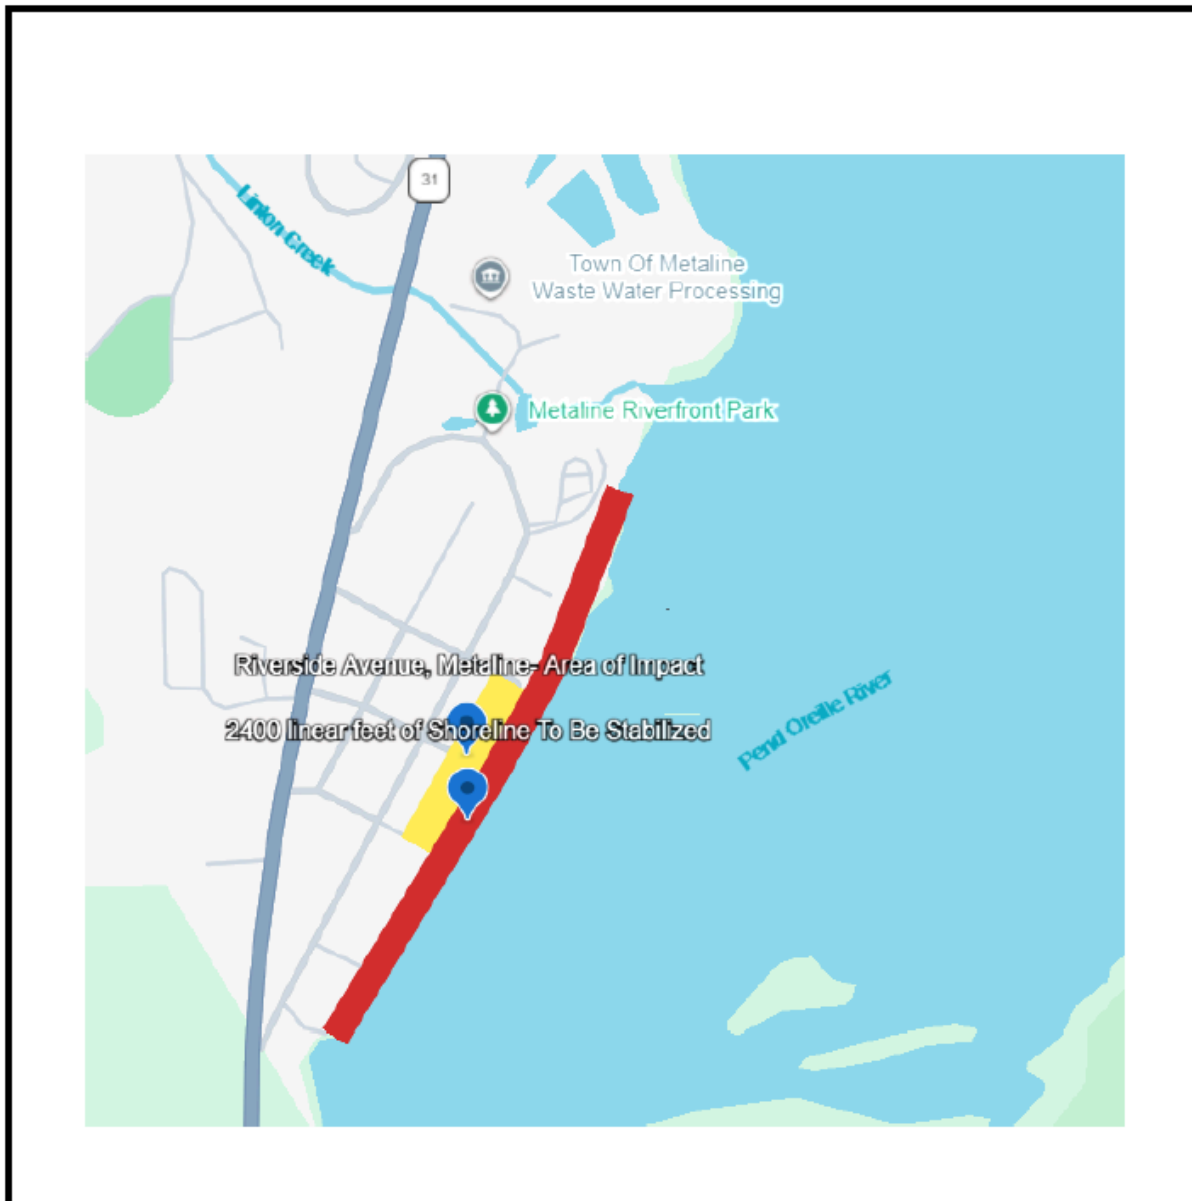 31
Linton Creek
Town Of Metaline
Waste Water Processing
Metaline Riverfront Park
Riverside Avenue, Metaline- Area of Impact
2400 linear feet of Shoreline To Be Stabilized
Pend Oreille River